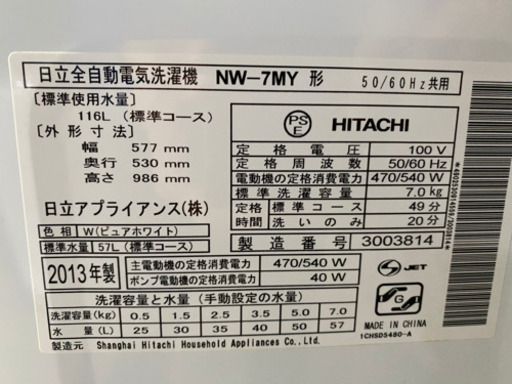 日立全自動電気洗濯機 NW-7MY 形 50/60Hz共用
〔標準使用水量〕
116L (標準コース)
〔外形寸法〕
幅 577 mm
奥行 530 mm
高さ 986 mm
日立アプライアンス(株)
色相 W(ピュアホワイト)
標準水量 57L(標準コース)
PSE HITACHI
定格電圧 100 V
定格周波数 50/60 Hz
電動機の定格消費電力 470/540 W
標準洗濯容量 7.0kg
定格時間 標準コース 49分
洗いのみ 20分
製造番号 3003814
2013年製
主電動機の定格消費電力 470/540 W
ポンプ電動機の定格消費電力 40 W
JET
洗濯容量と水量 (手動設定の水量)
洗濯容量(kg) 0.5 1.5 2.5 3.5 5.0 7.0
水量(L) 25 30 35 40 50 57
G
MADE IN CHINA
1CHSD5480-A
製造元 Shanghai Hitachi Household Appliances Co., Ltd.